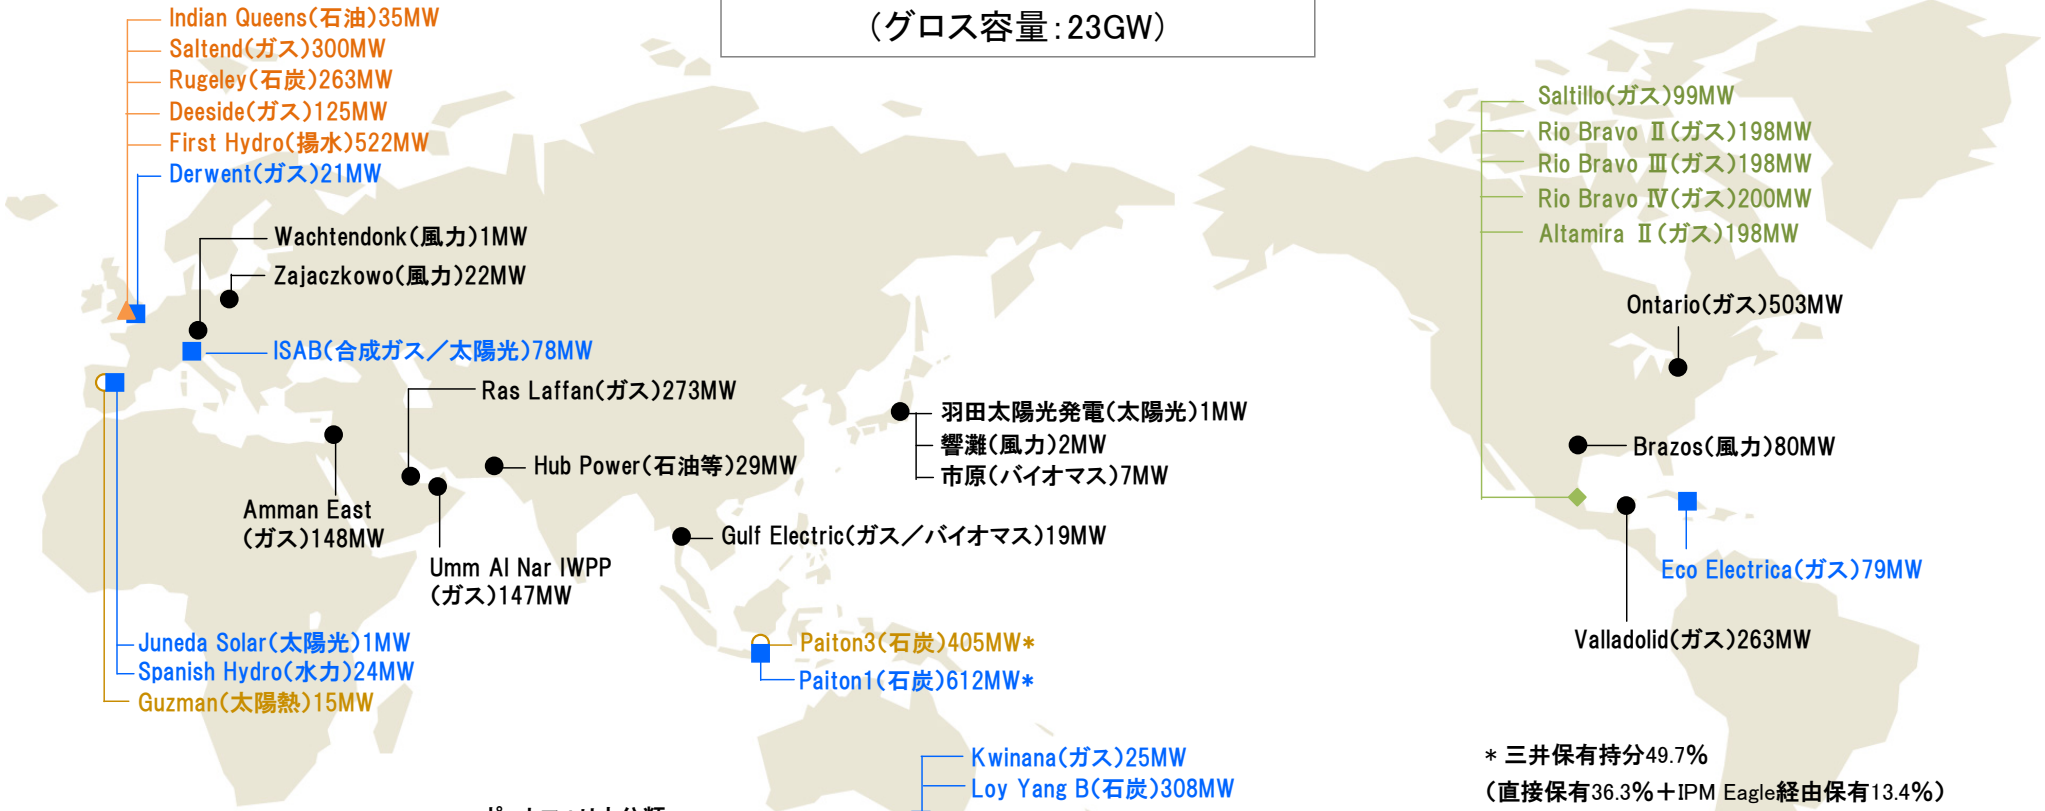 (グロス容量:23GW)
Indian Queens(石油)35MW
Saltend(ガス)300MW
Rugeley(石炭)263MW
Deeside(ガス)125MW
First Hydro(揚水)522MW
Derwent(ガス)21MW
Wachtendonk(風力)1MW
Zajaczkowo(風力)22MW
ISAB(合成ガス/太陽光)78MW
Ras Laffan(ガス)273MW
Hub Power(石油等)29MW
Amman East
(ガス)148MW
Umm Al Nar IWPP
(ガス)147MW
Gulf Electric(ガス/バイオマス)19MW
羽田太陽光発電(太陽光)1MW
響灘(風力)2MW
市原(バイオマス)7MW
Juneda Solar(太陽光)1MW
Spanish Hydro(水力)24MW
Guzman(太陽熱)15MW
Paiton3(石炭)405MW*
Paiton1(石炭)612MW*
Kwinana(ガス)25MW
Loy Yang B(石炭)308MW
Saltillo(ガス)99MW
Rio Bravo Ⅱ(ガス)198MW
Rio Bravo Ⅲ(ガス)198MW
Rio Bravo Ⅳ(ガス)200MW
Altamira Ⅱ(ガス)198MW
Ontario(ガス)503MW
Brazos(風力)80MW
Eco Electrica(ガス)79MW
Valladolid(ガス)263MW
* 三井保有持分49.7%
(直接保有36.3%+IPM Eagle経由保有13.4%)